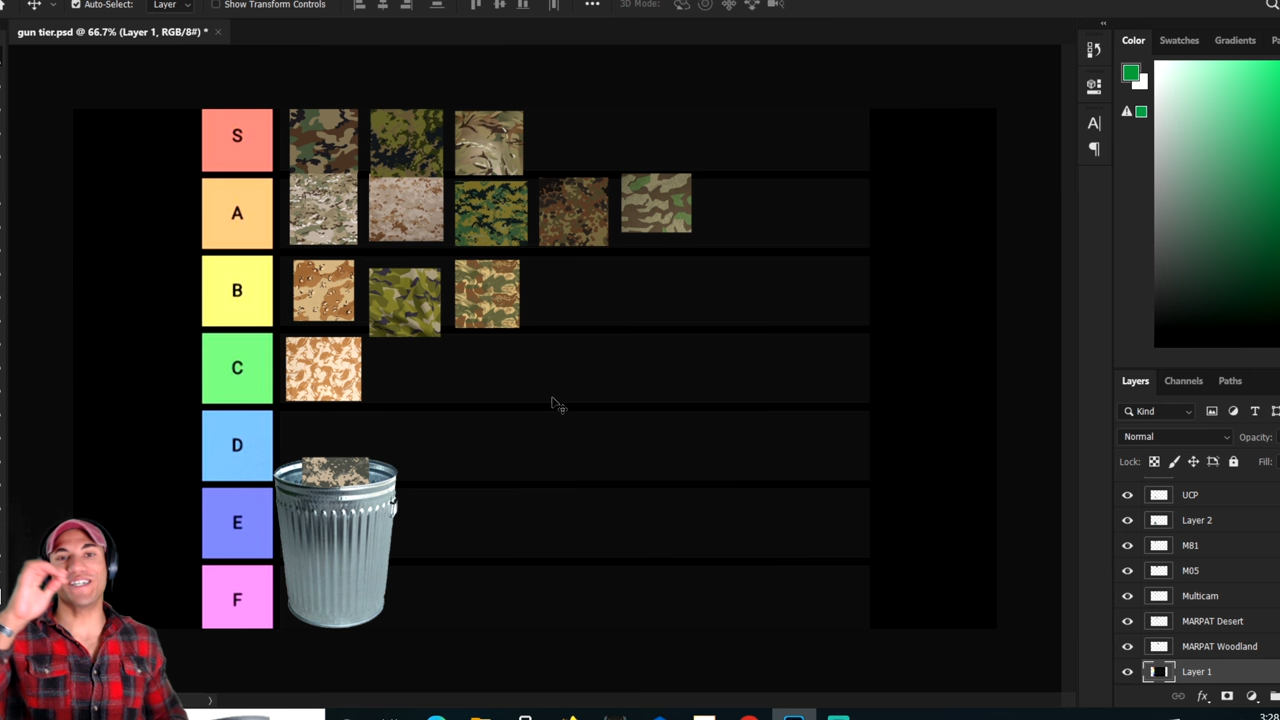 Auto-Select: Layer Show Transform Controls 3D Mode:
gun tier.psd @ 66.7% (Layer 1, RGB/8#) *
Color Swatches Gradients
S
A
B
C
D
E
F
Layers Channels Paths
Kind
Normal Opacity:
Lock: Fill:
UCP
Layer 2
M81
M05
Multicam
MARPAT Desert
MARPAT Woodland
Layer 1
fx